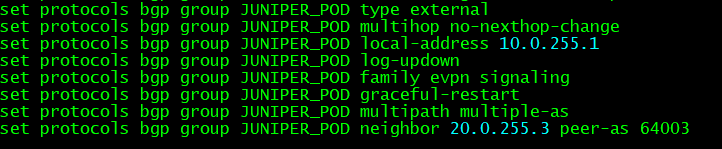 set protocols bgp group JUNIPER_POD type external
set protocols bgp group JUNIPER_POD multihop no-nexthop-change
set protocols bgp group JUNIPER_POD local-address 10.0.255.1
set protocols bgp group JUNIPER_POD log-updown
set protocols bgp group JUNIPER_POD family evpn signaling
set protocols bgp group JUNIPER_POD graceful-restart
set protocols bgp group JUNIPER_POD multipath multiple-as
set protocols bgp group JUNIPER_POD neighbor 20.0.255.3 peer-as 64003